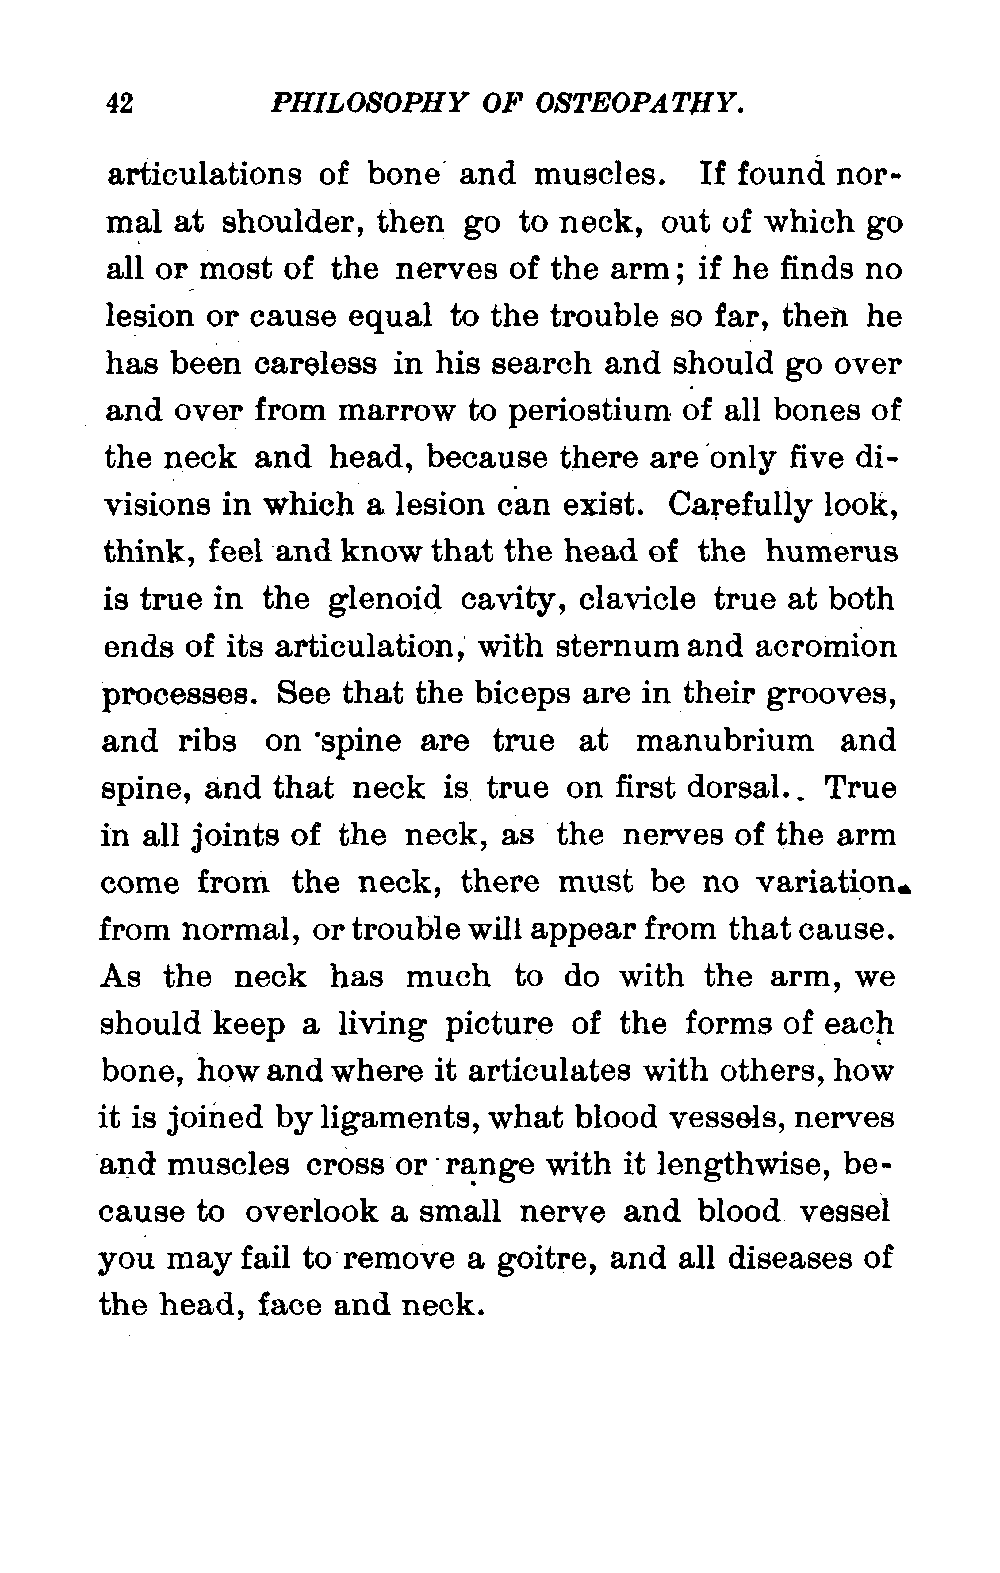 42 PHILOSOPHY OF OSTEOPATHY.
articulations of bone and muscles. If found nor-
mal at shoulder, then go to neck, out of which go
all or most of the nerves of the arm; if he finds no
lesion or cause equal to the trouble so far, then he
has been careless in his search and should go over
and over from marrow to periostium of all bones of
the neck and head, because there are only five di-
visions in which a lesion can exist. Carefully look,
think, feel and know that the head of the humerus
is true in the glenoid cavity, clavicle true at both
ends of its articulation, with sternum and acromion
processes. See that the biceps are in their grooves,
and ribs on spine are true at manubrium and
spine, and that neck is true on first dorsal. True
in all joints of the neck, as the nerves of the arm
come from the neck, there must be no variation
from normal, or trouble will appear from that cause.
As the neck has much to do with the arm, we
should keep a living picture of the forms of each
bone, how and where it articulates with others, how
it is joined by ligaments, what blood vessels, nerves
and muscles cross or range with it lengthwise, be-
cause to overlook a small nerve and blood vessel
you may fail to remove a goitre, and all diseases of
the head, face and neck.